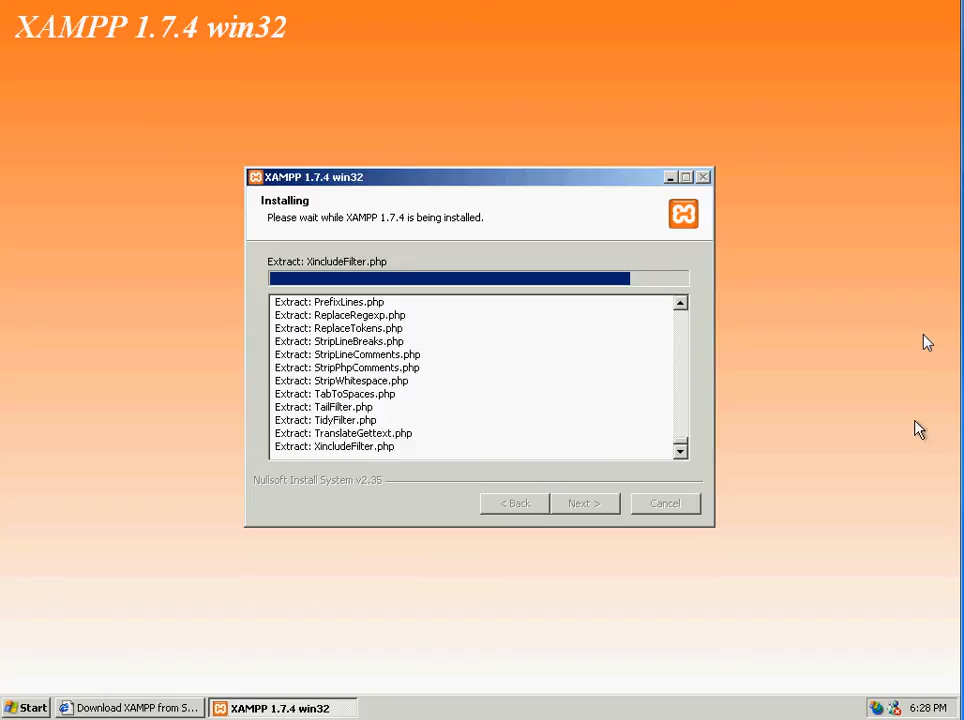 XAMPP 1.7.4 win32
XAMPP 1.7.4 win32
Installing
Please wait while XAMPP 1.7.4 is being installed.
Extract: XincludeFilter.php
Extract: PrefixLines.php
Extract: ReplaceRegexp.php
Extract: ReplaceTokens.php
Extract: StripLineBreaks.php
Extract: StripLineComments.php
Extract: StripPhpComments.php
Extract: StripWhitespace.php
Extract: TabToSpaces.php
Extract: TailFilter.php
Extract: TidyFilter.php
Extract: TranslateGettext.php
Extract: XincludeFilter.php
Nullsoft Install System v2.35
< Back Next > Cancel
Start Download XAMPP from S... XAMPP 1.7.4 win32 6:28 PM